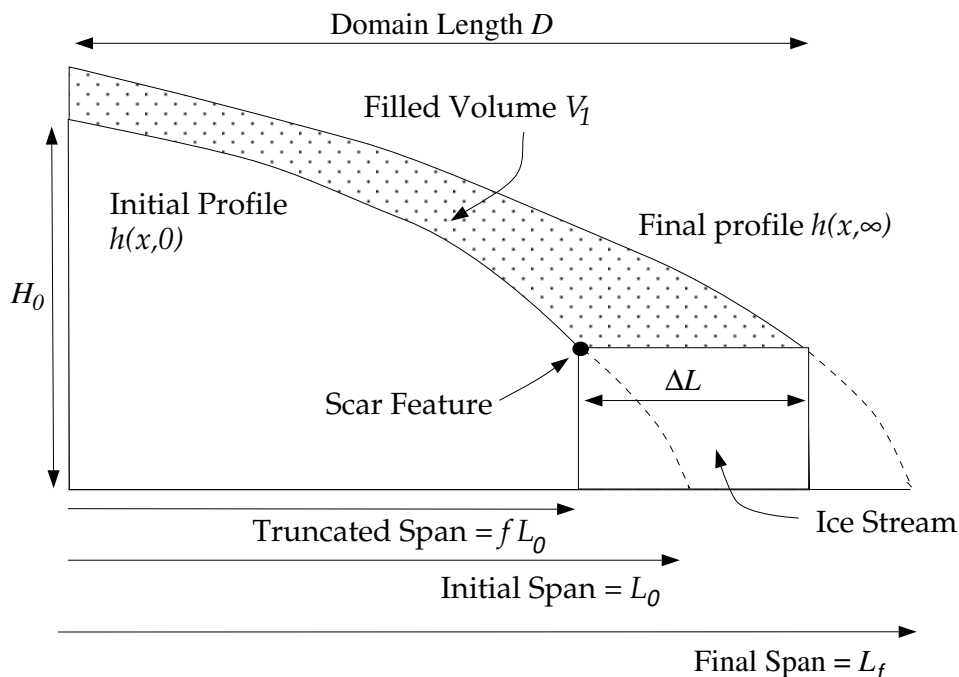 Domain Length D
Filled Volume V₁
Initial Profile
h(x,0)
Final profile h(x,∞)
H₀
ΔL
Scar Feature
Ice Stream
Truncated Span = f L₀
Initial Span = L₀
Final Span = L_f